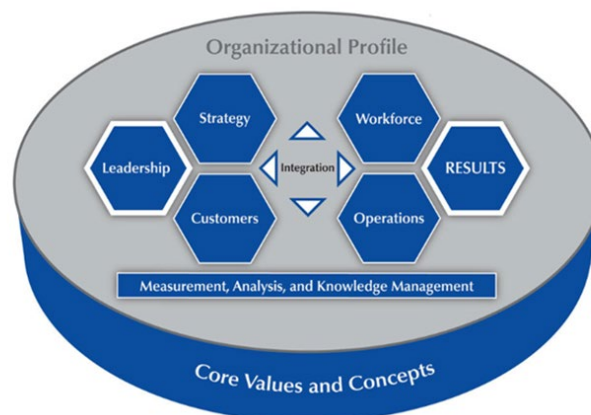 Organizational Profile
Strategy
Workforce
Leadership
Integration
RESULTS
Customers
Operations
Measurement, Analysis, and Knowledge Management
Core Values and Concepts